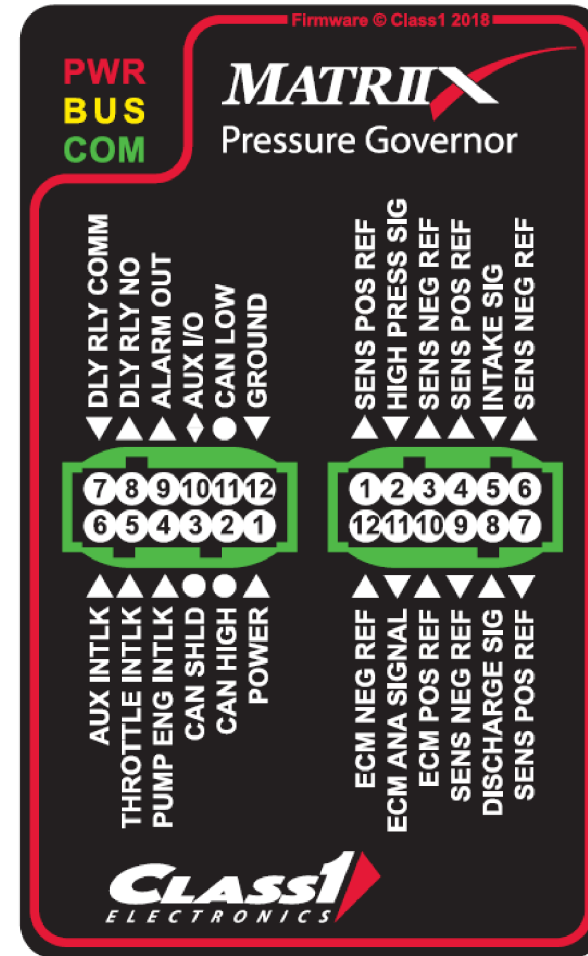 Firmware © Class1 2018
PWR
BUS
COM
MATRIX
Pressure Governor
DLY RLY COMM
DLY RLY NO
ALARM OUT
AUX I/O
CAN LOW
GROUND
SENS POS REF
HIGH PRESS SIG
SENS NEG REF
SENS POS REF
INTAKE SIG
SENS NEG REF
7 8 9 10 11 12
6 5 4 3 2 1
1 2 3 4 5 6
12 11 10 9 8 7
AUX INTLK
THROTTLE INTLK
PUMP ENG INTLK
CAN SHLD
CAN HIGH
POWER
ECM NEG REF
ECM ANA SIGNAL
ECM POS REF
SENS NEG REF
DISCHARGE SIG
SENS POS REF
CLASS1
ELECTRONICS